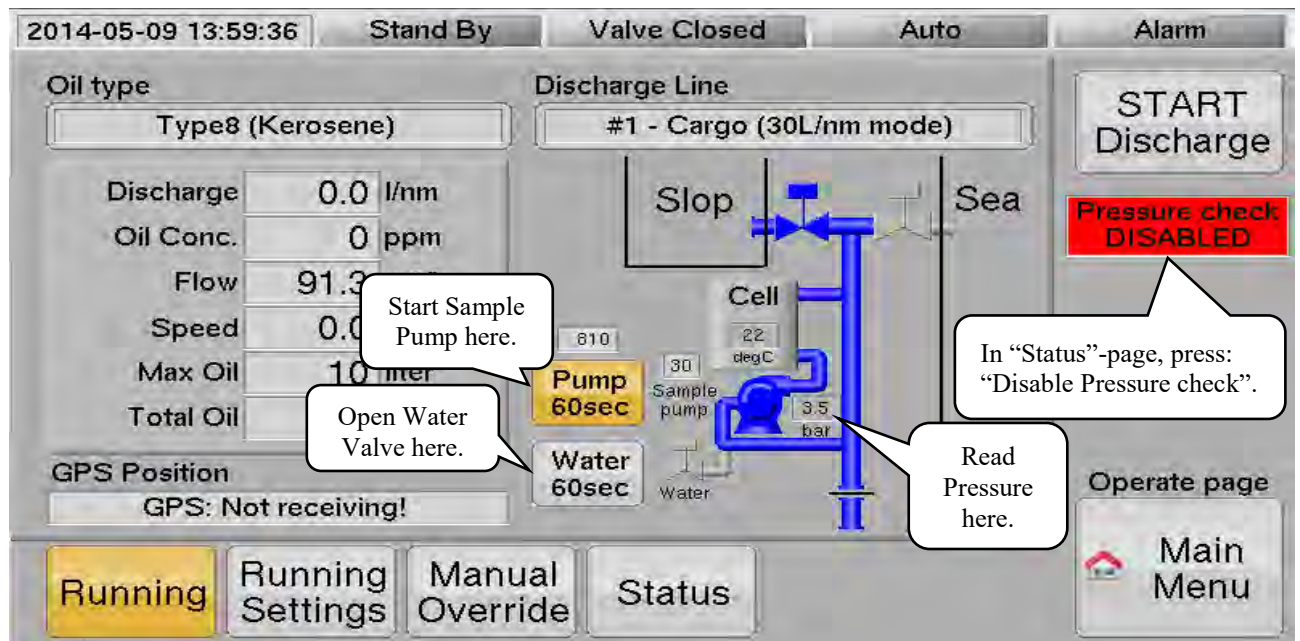 2014-05-09 13:59:36 Stand By Valve Closed Auto Alarm
Oil type
Type8 (Kerosene)
Discharge Line
#1 - Cargo (30L/nm mode)
START
Discharge
Pressure check
DISABLED
Discharge 0.0 l/nm
Oil Conc. 0 ppm
Flow 91.3
Speed 0.0
Max Oil 10 liter
Total Oil
Slop
Sea
Cell
22
degC
810
Pump
60sec
30
Sample
pump
3.5
bar
Water
60sec
Water
Start Sample
Pump here.
Open Water
Valve here.
Read
Pressure
here.
In “Status”-page, press:
“Disable Pressure check”.
GPS Position
GPS: Not receiving!
Operate page
Main
Menu
Running
Running
Settings
Manual
Override
Status